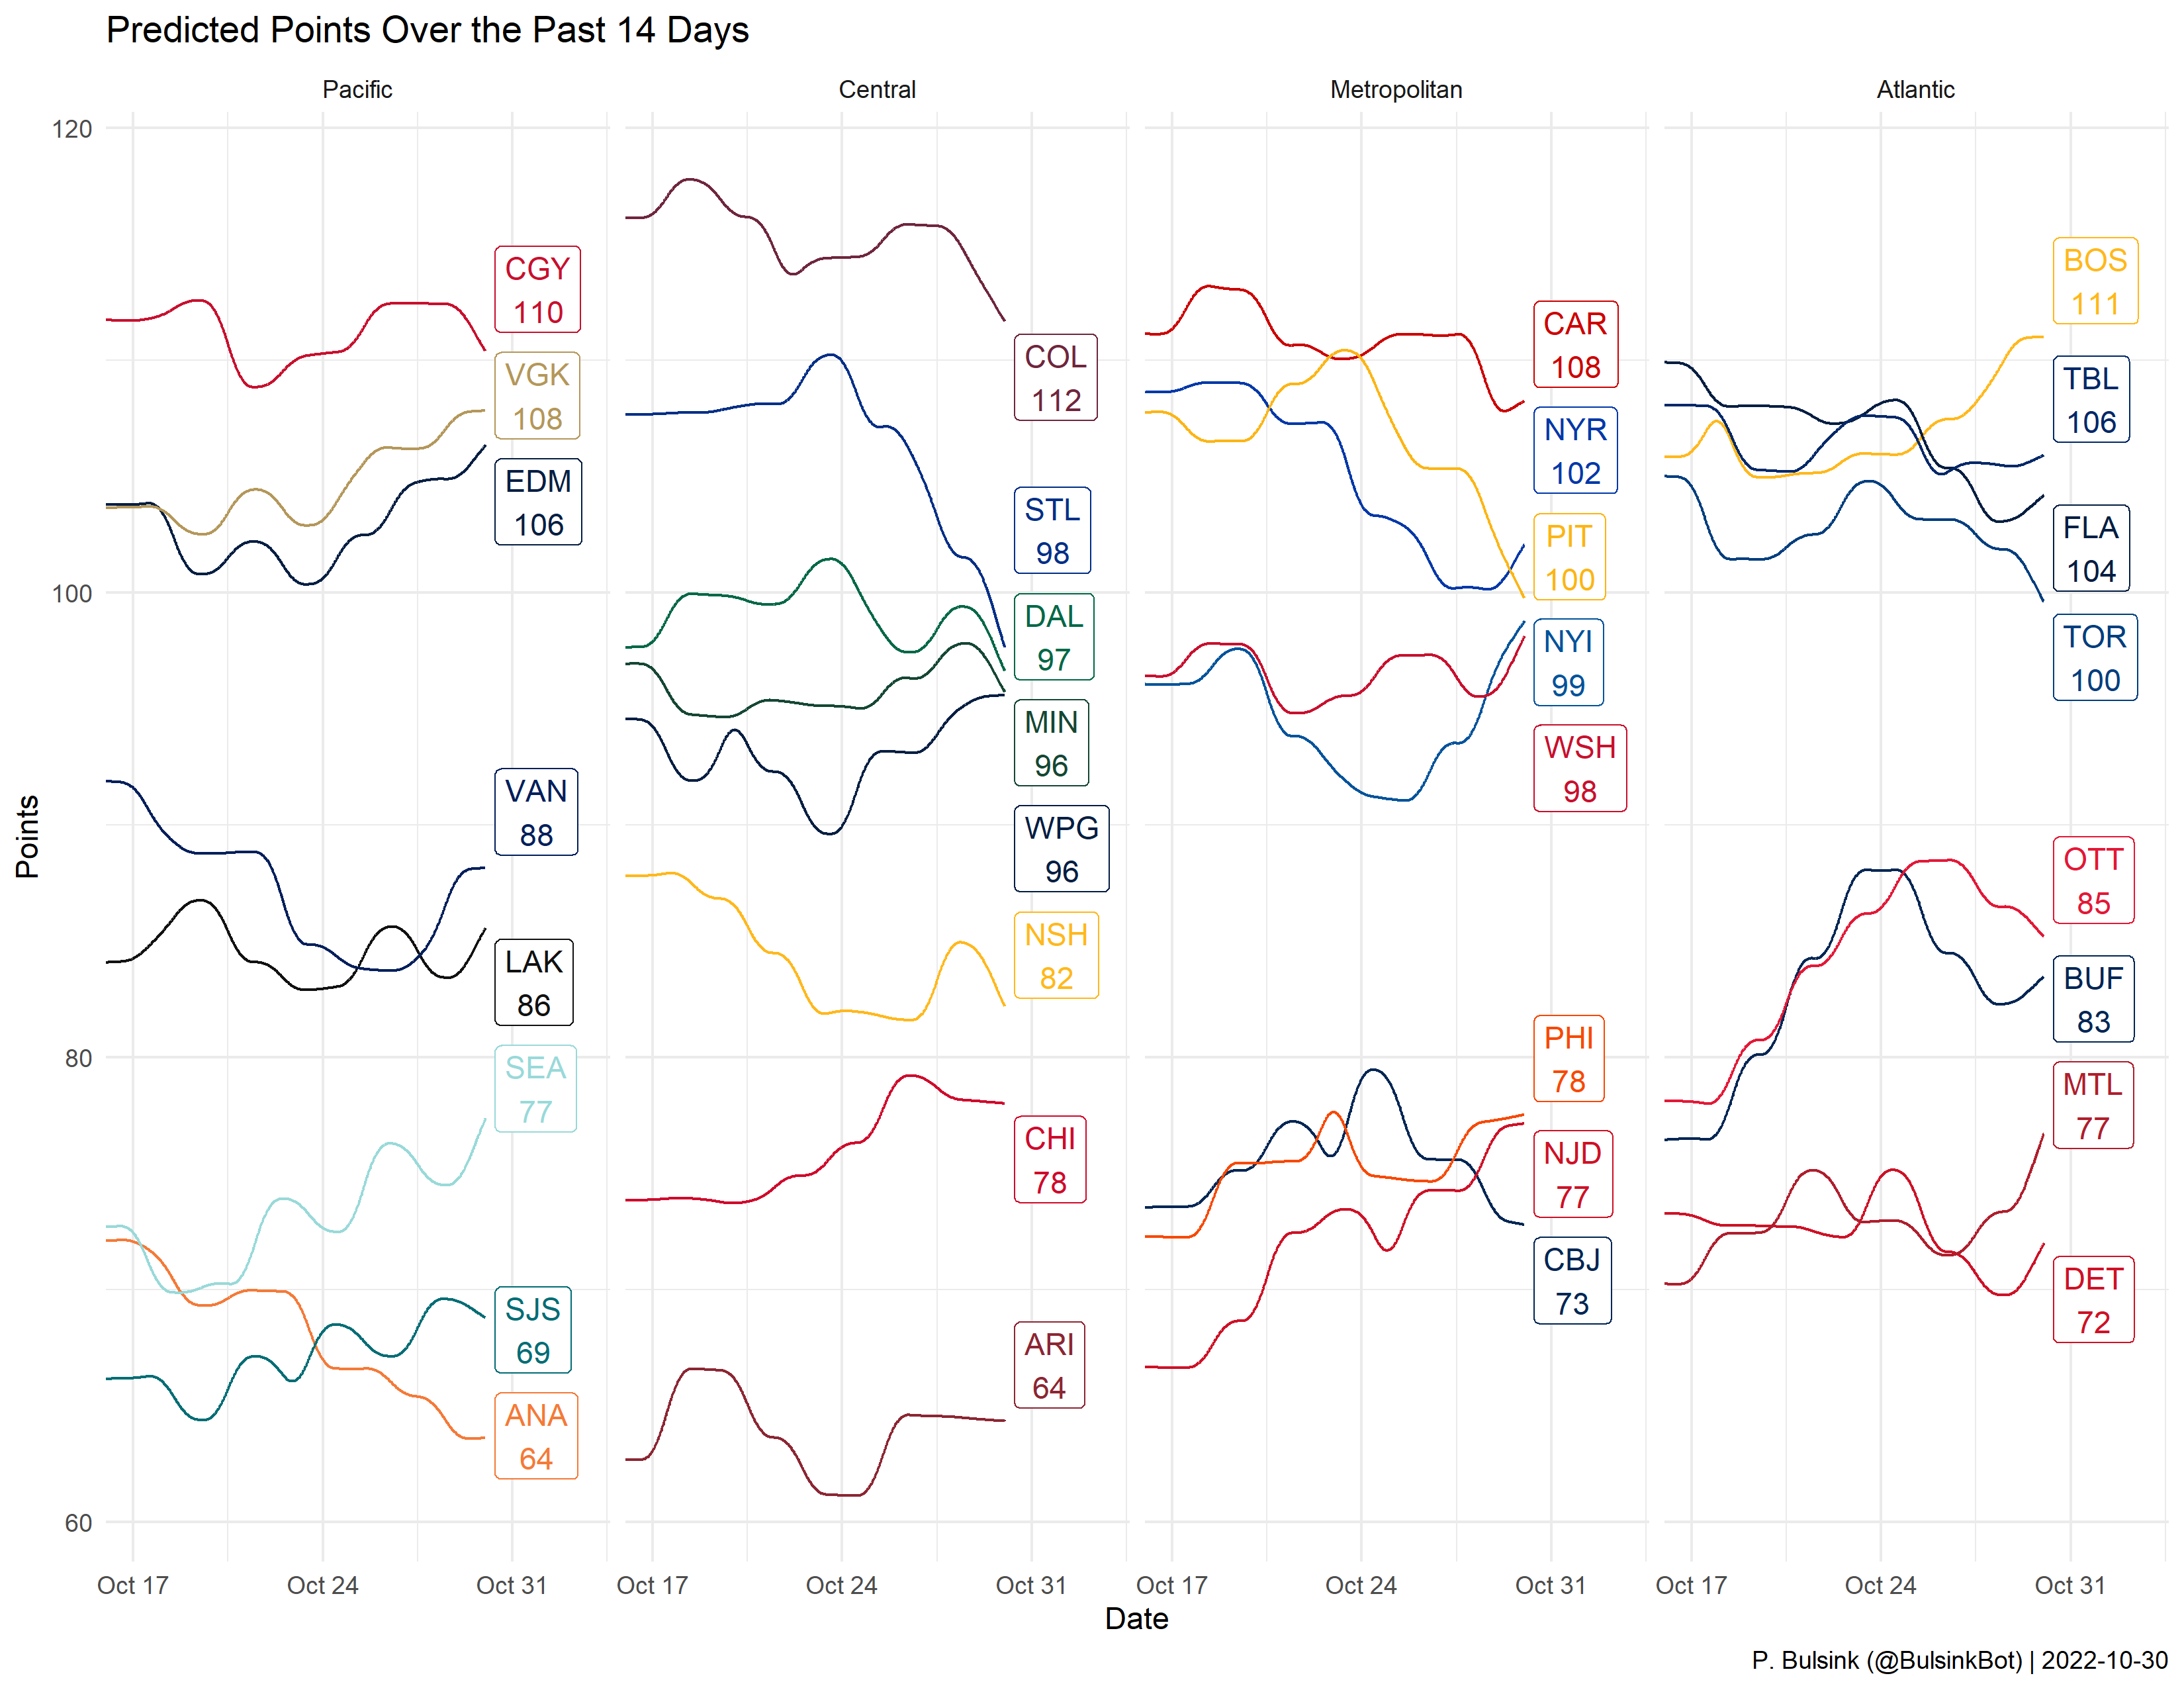 Predicted Points Over the Past 14 Days
Pacific
Central
Metropolitan
Atlantic
Points
120
100
80
60
CGY
110
VGK
108
EDM
106
VAN
88
LAK
86
SEA
77
SJS
69
ANA
64
COL
112
STL
98
DAL
97
MIN
96
WPG
96
NSH
82
CHI
78
ARI
64
CAR
108
NYR
102
PIT
100
NYI
99
WSH
98
PHI
78
NJD
77
CBJ
73
BOS
111
TBL
106
FLA
104
TOR
100
OTT
85
BUF
83
MTL
77
DET
72
Oct 17 Oct 24 Oct 31 Oct 17 Oct 24 Oct 31 Oct 17 Oct 24 Oct 31 Oct 17 Oct 24 Oct 31
Date
P. Bulsink (@BulsinkBot) | 2022-10-30